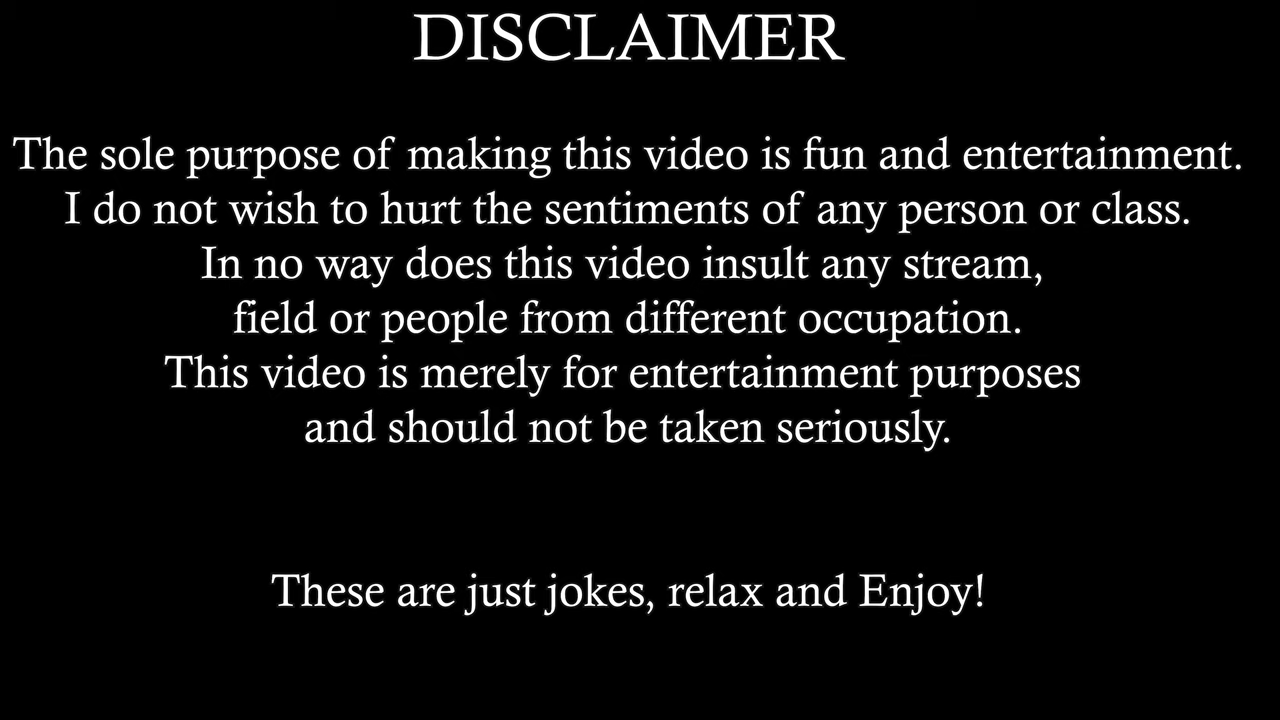 DISCLAIMER
The sole purpose of making this video is fun and entertainment.
I do not wish to hurt the sentiments of any person or class.
In no way does this video insult any stream,
field or people from different occupation.
This video is merely for entertainment purposes
and should not be taken seriously.
These are just jokes, relax and Enjoy!